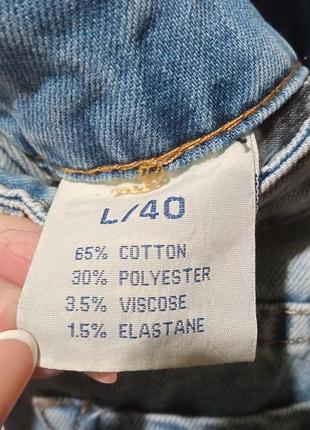 L/40
65% COTTON
30% POLYESTER
3.5% VISCOSE
1.5% ELASTANE